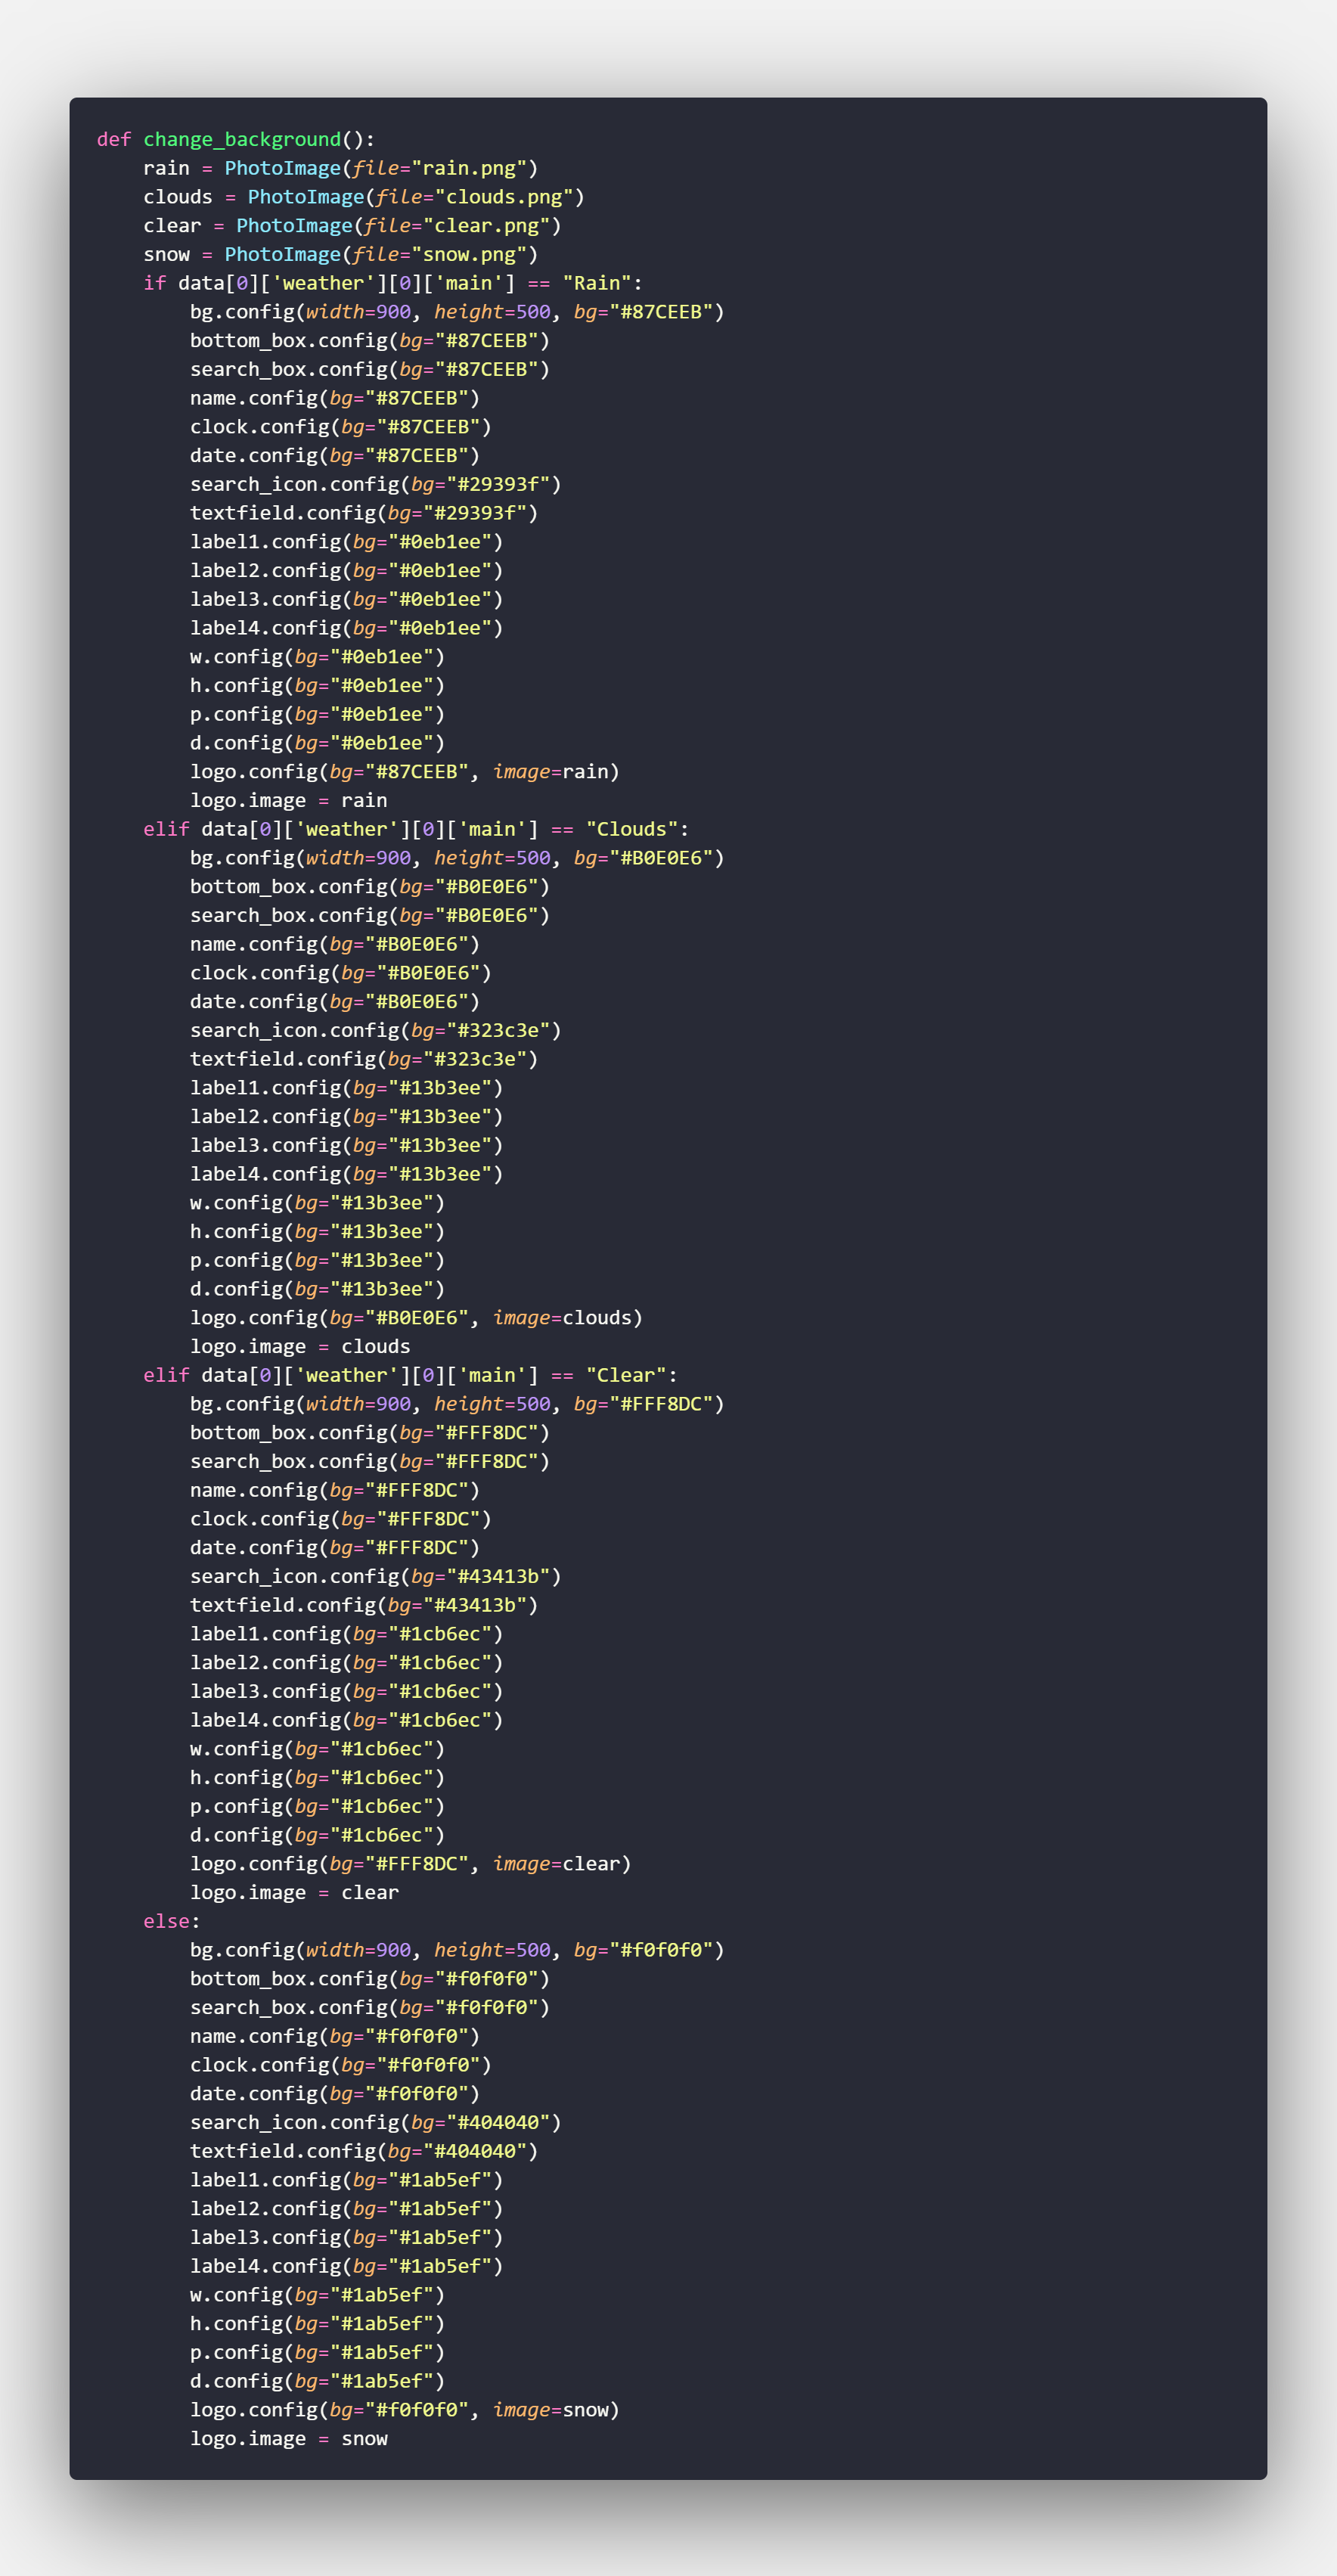 def change_background():
    rain = PhotoImage(file="rain.png")
    clouds = PhotoImage(file="clouds.png")
    clear = PhotoImage(file="clear.png")
    snow = PhotoImage(file="snow.png")
    if data[0]['weather'][0]['main'] == "Rain":
        bg.config(width=900, height=500, bg="#87CEEB")
        bottom_box.config(bg="#87CEEB")
        search_box.config(bg="#87CEEB")
        name.config(bg="#87CEEB")
        clock.config(bg="#87CEEB")
        date.config(bg="#87CEEB")
        search_icon.config(bg="#29393f")
        textfield.config(bg="#29393f")
        label1.config(bg="#0eb1ee")
        label2.config(bg="#0eb1ee")
        label3.config(bg="#0eb1ee")
        label4.config(bg="#0eb1ee")
        w.config(bg="#0eb1ee")
        h.config(bg="#0eb1ee")
        p.config(bg="#0eb1ee")
        d.config(bg="#0eb1ee")
        logo.config(bg="#87CEEB", image=rain)
        logo.image = rain
    elif data[0]['weather'][0]['main'] == "Clouds":
        bg.config(width=900, height=500, bg="#B0E0E6")
        bottom_box.config(bg="#B0E0E6")
        search_box.config(bg="#B0E0E6")
        name.config(bg="#B0E0E6")
        clock.config(bg="#B0E0E6")
        date.config(bg="#B0E0E6")
        search_icon.config(bg="#323c3e")
        textfield.config(bg="#323c3e")
        label1.config(bg="#13b3ee")
        label2.config(bg="#13b3ee")
        label3.config(bg="#13b3ee")
        label4.config(bg="#13b3ee")
        w.config(bg="#13b3ee")
        h.config(bg="#13b3ee")
        p.config(bg="#13b3ee")
        d.config(bg="#13b3ee")
        logo.config(bg="#B0E0E6", image=clouds)
        logo.image = clouds
    elif data[0]['weather'][0]['main'] == "Clear":
        bg.config(width=900, height=500, bg="#FFF8DC")
        bottom_box.config(bg="#FFF8DC")
        search_box.config(bg="#FFF8DC")
        name.config(bg="#FFF8DC")
        clock.config(bg="#FFF8DC")
        date.config(bg="#FFF8DC")
        search_icon.config(bg="#43413b")
        textfield.config(bg="#43413b")
        label1.config(bg="#1cb6ec")
        label2.config(bg="#1cb6ec")
        label3.config(bg="#1cb6ec")
        label4.config(bg="#1cb6ec")
        w.config(bg="#1cb6ec")
        h.config(bg="#1cb6ec")
        p.config(bg="#1cb6ec")
        d.config(bg="#1cb6ec")
        logo.config(bg="#FFF8DC", image=clear)
        logo.image = clear
    else:
        bg.config(width=900, height=500, bg="#f0f0f0")
        bottom_box.config(bg="#f0f0f0")
        search_box.config(bg="#f0f0f0")
        name.config(bg="#f0f0f0")
        clock.config(bg="#f0f0f0")
        date.config(bg="#f0f0f0")
        search_icon.config(bg="#404040")
        textfield.config(bg="#404040")
        label1.config(bg="#1ab5ef")
        label2.config(bg="#1ab5ef")
        label3.config(bg="#1ab5ef")
        label4.config(bg="#1ab5ef")
        w.config(bg="#1ab5ef")
        h.config(bg="#1ab5ef")
        p.config(bg="#1ab5ef")
        d.config(bg="#1ab5ef")
        logo.config(bg="#f0f0f0", image=snow)
        logo.image = snow